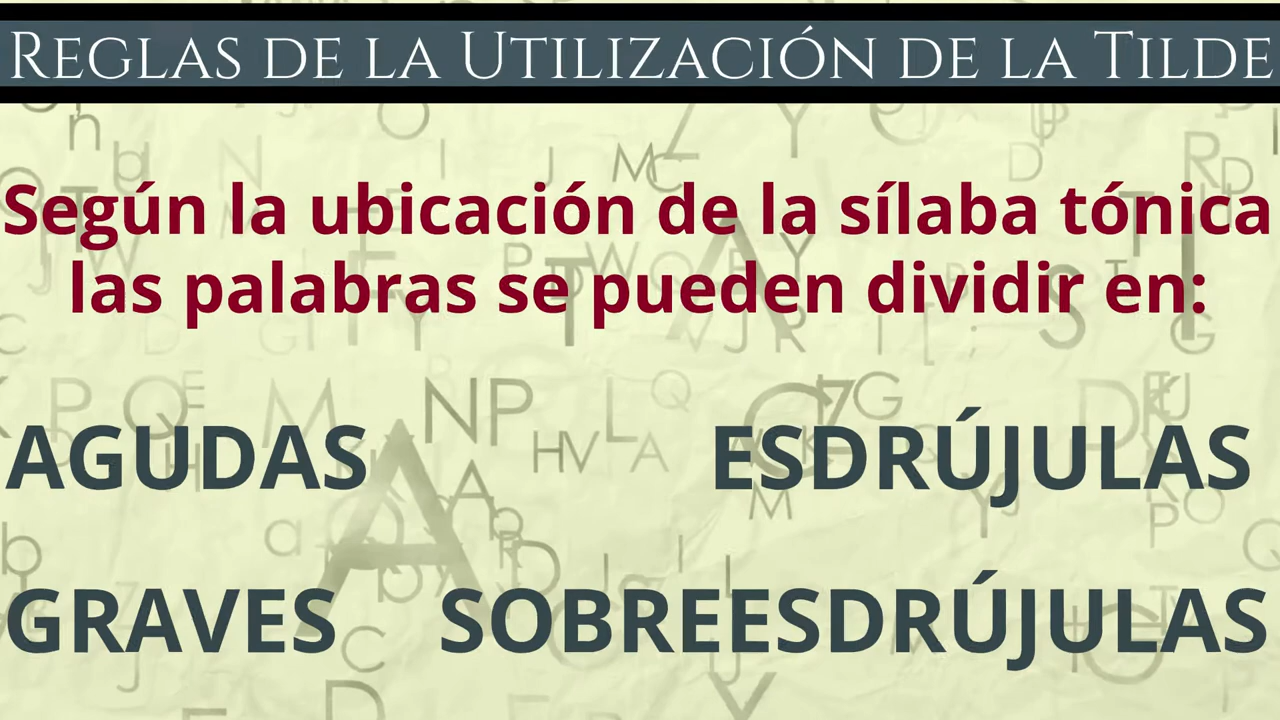 Reglas de la Utilización de la Tilde
Según la ubicación de la sílaba tónica
las palabras se pueden dividir en:
AGUDAS ESDRÚJULAS
GRAVES SOBREESDRÚJULAS